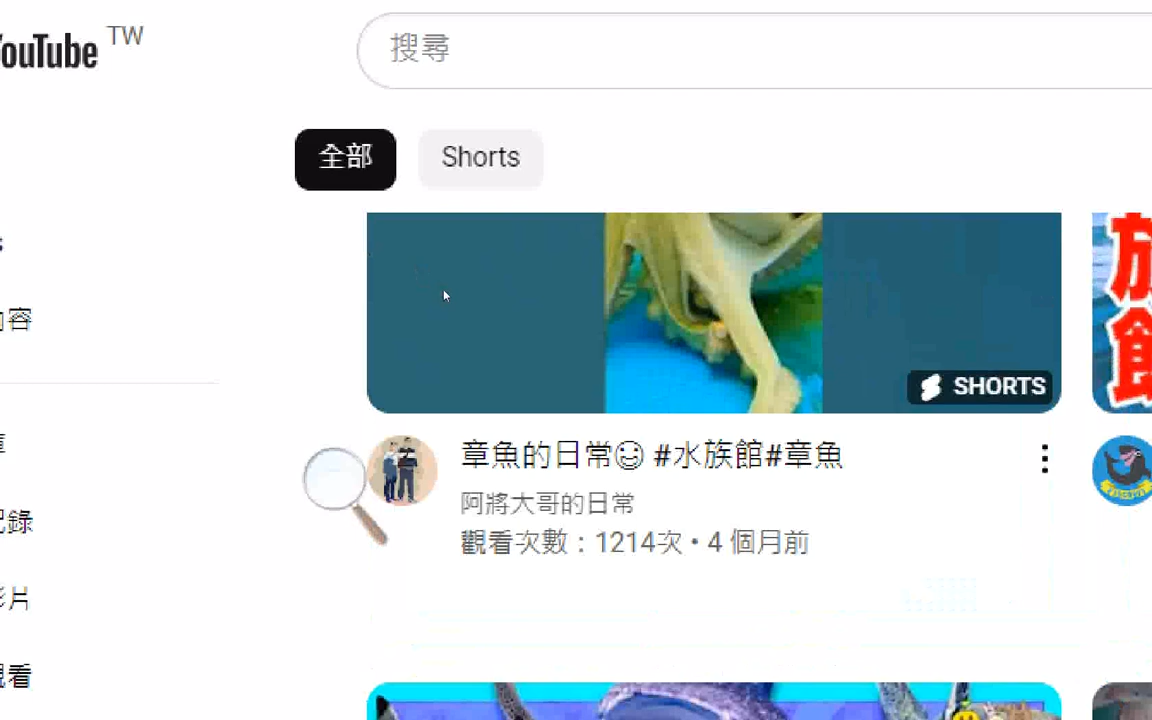 YouTube TW
搜尋
全部
Shorts
SHORTS
章魚的日常☺ #水族館#章魚
阿將大哥的日常
觀看次數：1214次 • 4 個月前
內容
紀錄
影片
觀看